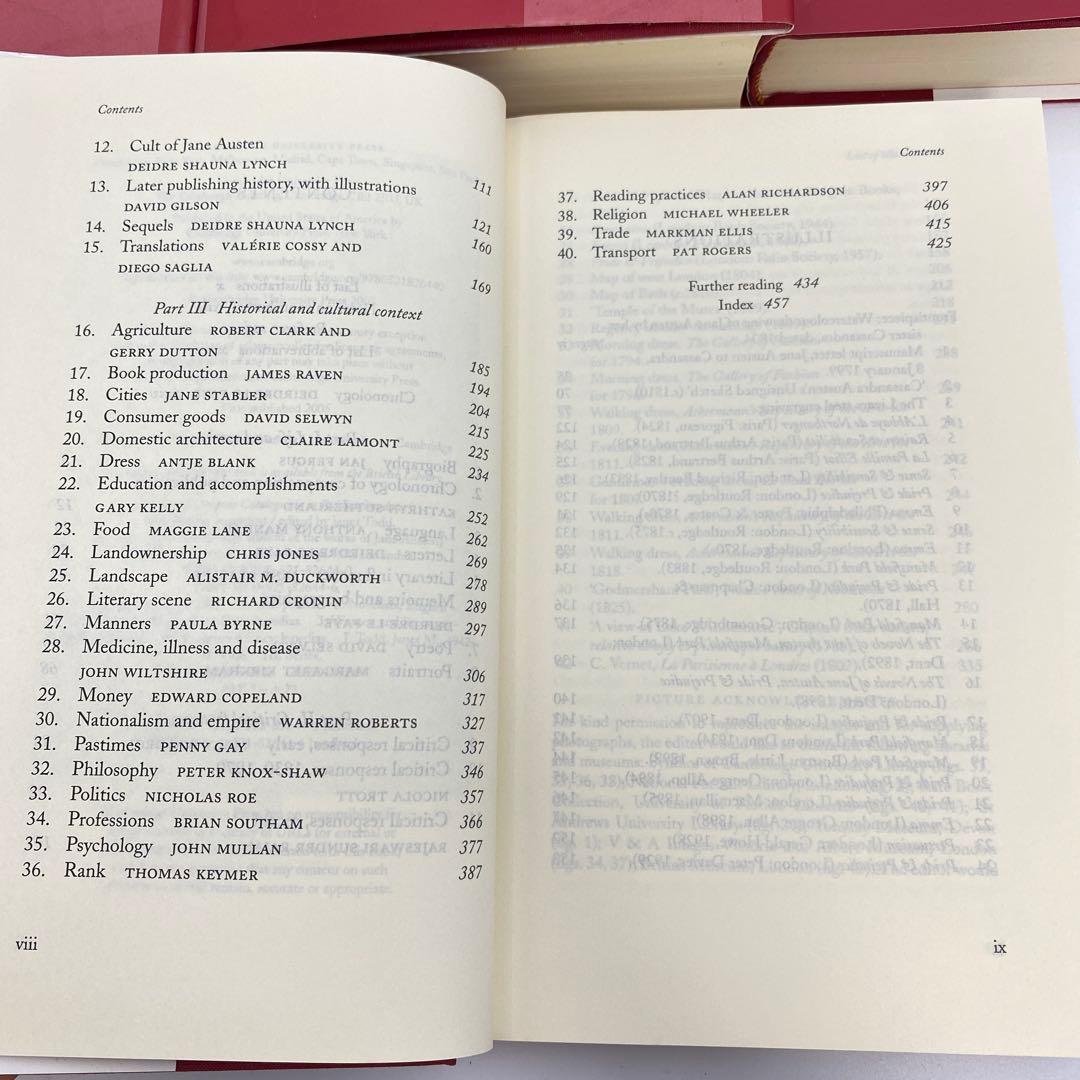 Contents
12. Cult of Jane Austen
DEIDRE SHAUNA LYNCH 111
13. Later publishing history, with illustrations
DAVID GILSON 121
14. Sequels DEIDRE SHAUNA LYNCH 160
15. Translations VALÉRIE COSSY AND
DIEGO SAGLIA 169
Part III Historical and cultural context
16. Agriculture ROBERT CLARK AND
GERRY DUTTON 185
17. Book production JAMES RAVEN 194
18. Cities JANE STABLER 204
19. Consumer goods DAVID SELWYN 215
20. Domestic architecture CLAIRE LAMONT 225
21. Dress ANTJE BLANK 234
22. Education and accomplishments
GARY KELLY 252
23. Food MAGGIE LANE 262
24. Landownership CHRIS JONES 269
25. Landscape ALISTAIR M. DUCKWORTH 278
26. Literary scene RICHARD CRONIN 289
27. Manners PAULA BYRNE 297
28. Medicine, illness and disease
JOHN WILTSHIRE 306
29. Money EDWARD COPELAND 317
30. Nationalism and empire WARREN ROBERTS 327
31. Pastimes PENNY GAY 337
32. Philosophy PETER KNOX-SHAW 346
33. Politics NICHOLAS ROE 357
34. Professions BRIAN SOUTHAM 366
35. Psychology JOHN MULLAN 377
36. Rank THOMAS KEYMER 387
viii
Contents
37. Reading practices ALAN RICHARDSON 397
38. Religion MICHAEL WHEELER 406
39. Trade MARKMAN ELLIS 415
40. Transport PAT ROGERS 425
Further reading 434
Index 457
ix